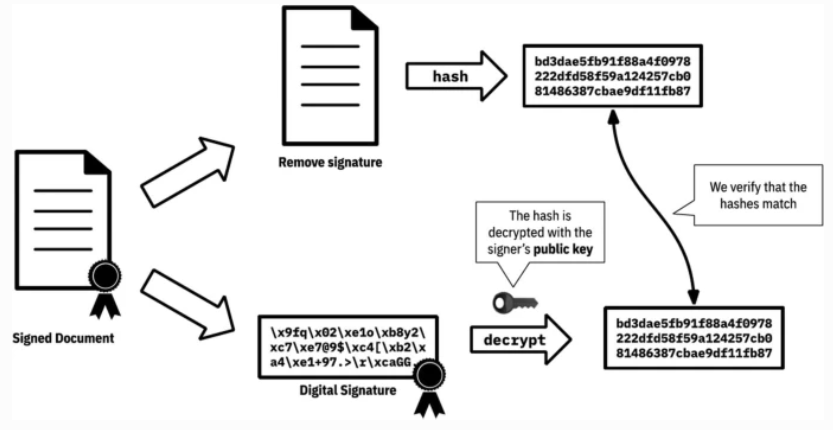 hash
bd3dae5fb91f88a4f0978
222dfd58f59a124257cb0
81486387cbae9df11fb87
Remove signature
We verify that the
hashes match
The hash is
decrypted with the
signer's public key
Signed Document
\x9fq\x02\xe1o\xb8y2\
xc7\xe7@9$\xc4[\xb2\x
a4\xe1+97.>\r\xcaGG.
Digital Signature
decrypt
bd3dae5fb91f88a4f0978
222dfd58f59a124257cb0
81486387cbae9df11fb87